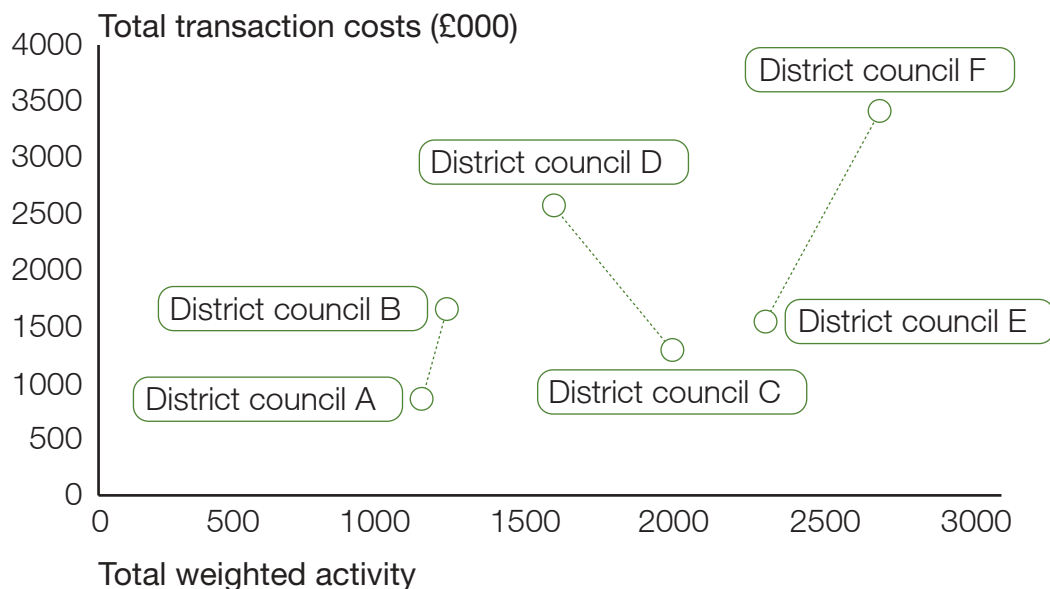 Total transaction costs (£000)
4000
3500
3000
2500
2000
1500
1000
500
0
District council F
District council D
District council B
District council E
District council A
District council C
0 500 1000 1500 2000 2500 3000
Total weighted activity